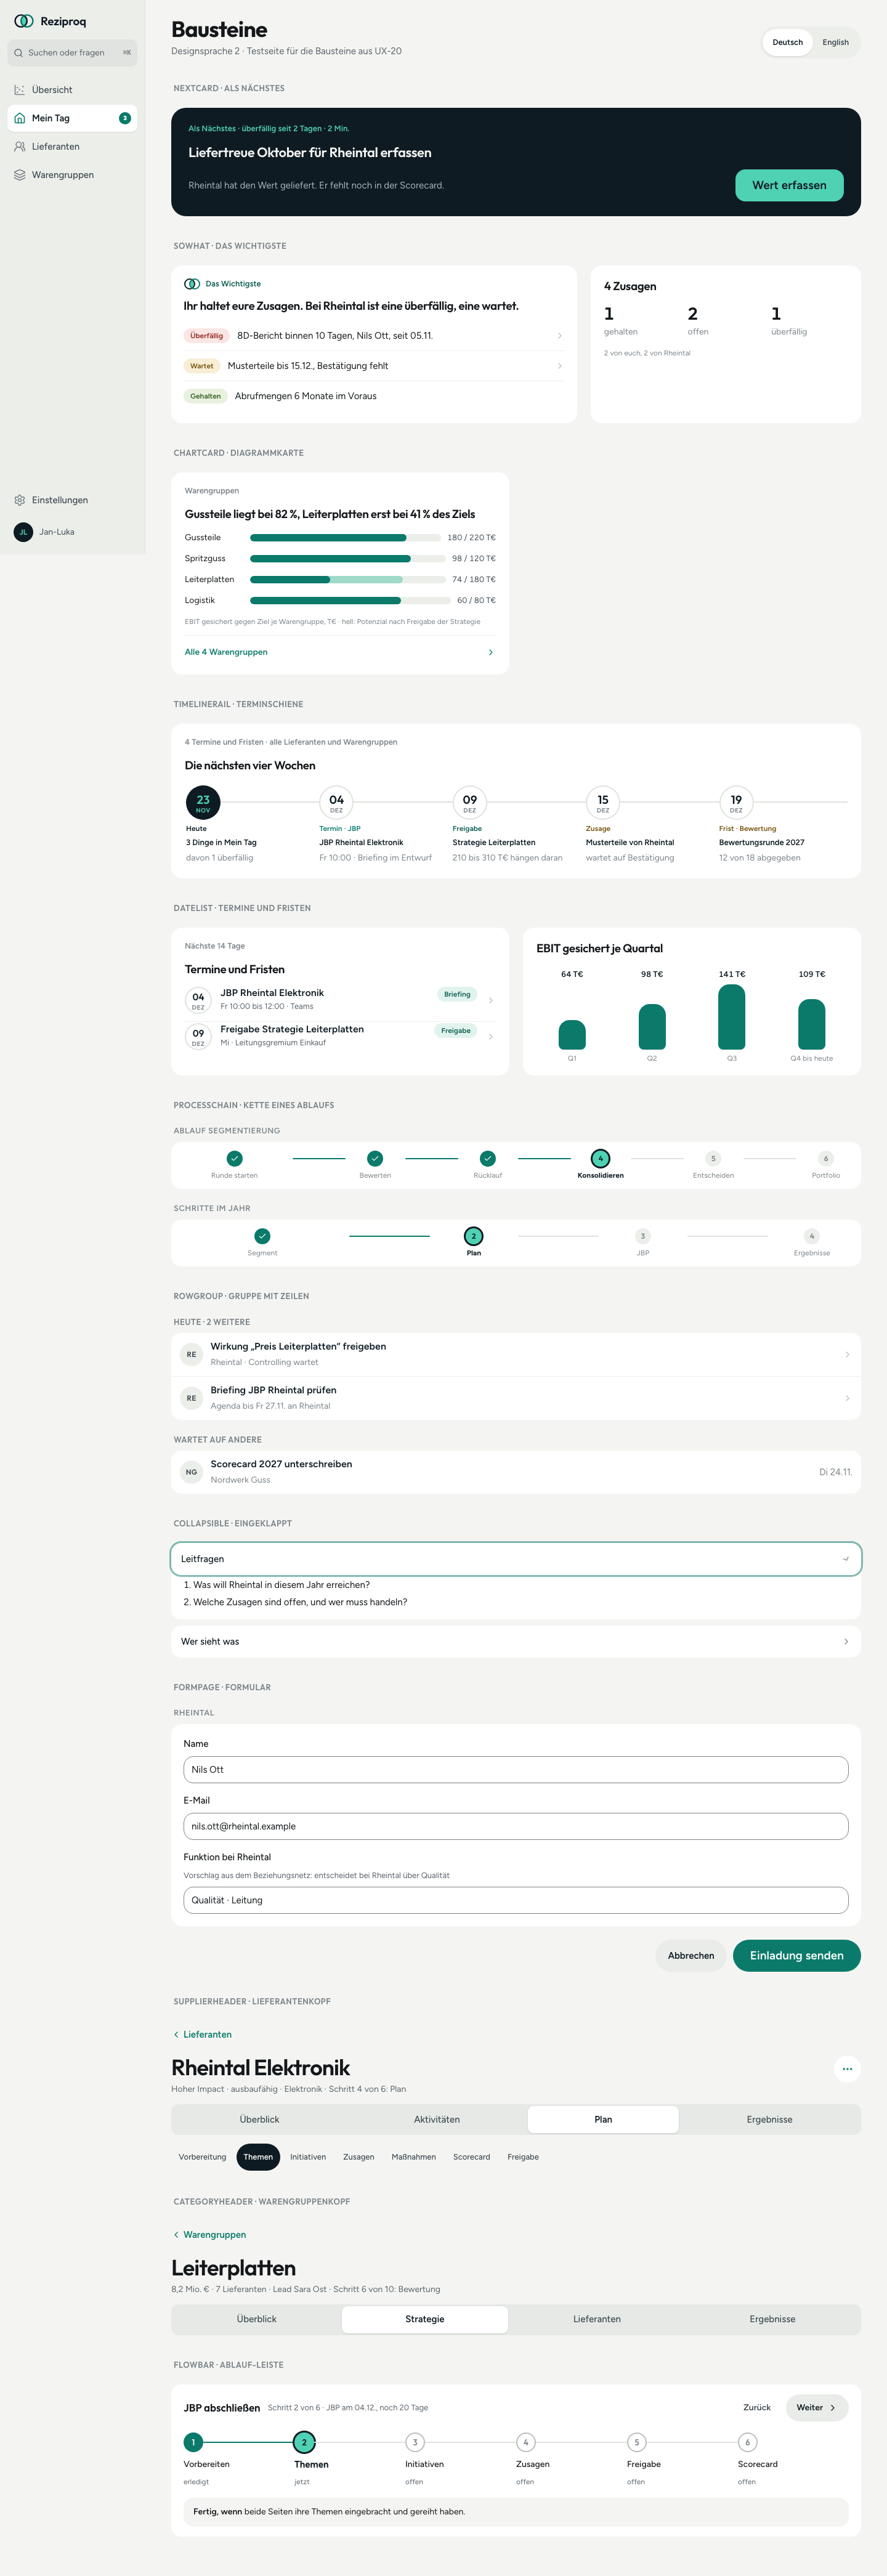 Reziproq
Suchen oder fragen ⌘K
Übersicht
Mein Tag 3
Lieferanten
Warengruppen
Einstellungen
JL Jan-Luka
Bausteine
Designsprache 2 · Testseite für die Bausteine aus UX-20
Deutsch English
NEXTCARD · ALS NÄCHSTES
Als Nächstes · überfällig seit 2 Tagen · 2 Min.
Liefertreue Oktober für Rheintal erfassen
Rheintal hat den Wert geliefert. Er fehlt noch in der Scorecard.
Wert erfassen
SOWHAT · DAS WICHTIGSTE
Das Wichtigste
Ihr haltet eure Zusagen. Bei Rheintal ist eine überfällig, eine wartet.
Überfällig 8D-Bericht binnen 10 Tagen, Nils Ott, seit 05.11.
Wartet Musterteile bis 15.12., Bestätigung fehlt
Gehalten Abrufmengen 6 Monate im Voraus
4 Zusagen
1 2 1
gehalten offen überfällig
2 von euch, 2 von Rheintal
CHARTCARD · DIAGRAMMKARTE
Warengruppen
Gussteile liegt bei 82 %, Leiterplatten erst bei 41 % des Ziels
Gussteile 180 / 220 T€
Spritzguss 98 / 120 T€
Leiterplatten 74 / 180 T€
Logistik 60 / 80 T€
EBIT gesichert gegen Ziel je Warengruppe, T€ · hell: Potenzial nach Freigabe der Strategie
Alle 4 Warengruppen
TIMELINERAIL · TERMINSCHIENE
4 Termine und Fristen · alle Lieferanten und Warengruppen
Die nächsten vier Wochen
23 04 09 15 19
NOV DEZ DEZ DEZ DEZ
Heute Termin · JBP Freigabe Zusage Frist · Bewertung
3 Dinge in Mein Tag JBP Rheintal Elektronik Strategie Leiterplatten Musterteile von Rheintal Bewertungsrunde 2027
davon 1 überfällig Fr 10:00 · Briefing im Entwurf 210 bis 310 T€ hängen daran wartet auf Bestätigung 12 von 18 abgegeben
DATELIST · TERMINE UND FRISTEN
Nächste 14 Tage
Termine und Fristen
04 DEZ JBP Rheintal Elektronik Briefing
Fr 10:00 bis 12:00 · Teams
09 DEZ Freigabe Strategie Leiterplatten Freigabe
Mi · Leitungsgremium Einkauf
EBIT gesichert je Quartal
64 T€ 98 T€ 141 T€ 109 T€
Q1 Q2 Q3 Q4 bis heute
PROCESSCHAIN · KETTE EINES ABLAUFS
ABLAUF SEGMENTIERUNG
4 5 6
Runde starten Bewerten Rücklauf Konsolidieren Entscheiden Portfolio
SCHRITTE IM JAHR
2 3 4
Segment Plan JBP Ergebnisse
ROWGROUP · GRUPPE MIT ZEILEN
HEUTE · 2 WEITERE
RE Wirkung „Preis Leiterplatten“ freigeben
Rheintal · Controlling wartet
RE Briefing JBP Rheintal prüfen
Agenda bis Fr 27.11. an Rheintal
WARTET AUF ANDERE
NG Scorecard 2027 unterschreiben
Nordwerk Guss
Di 24.11.
COLLAPSIBLE · EINGEKLAPPT
Leitfragen
1. Was will Rheintal in diesem Jahr erreichen?
2. Welche Zusagen sind offen, und wer muss handeln?
Wer sieht was
FORMPAGE · FORMULAR
RHEINTAL
Name
Nils Ott
E-Mail
nils.ott@rheintal.example
Funktion bei Rheintal
Vorschlag aus dem Beziehungsnetz: entscheidet bei Rheintal über Qualität
Qualität · Leitung
Abbrechen Einladung senden
SUPPLIERHEADER · LIEFERANTENKOPF
Lieferanten
Rheintal Elektronik
Hoher Impact · ausbaufähig · Elektronik · Schritt 4 von 6: Plan
Überblick Aktivitäten Plan Ergebnisse
Vorbereitung Themen Initiativen Zusagen Maßnahmen Scorecard Freigabe
CATEGORYHEADER · WARENGRUPPENKOPF
Warengruppen
Leiterplatten
8,2 Mio. € · 7 Lieferanten · Lead Sara Ost · Schritt 6 von 10: Bewertung
Überblick Strategie Lieferanten Ergebnisse
FLOWBAR · ABLAUF-LEISTE
JBP abschließen Schritt 2 von 6 · JBP am 04.12., noch 20 Tage Zurück Weiter
1 2 3 4 5 6
Vorbereiten Themen Initiativen Zusagen Freigabe Scorecard
erledigt jetzt offen offen offen offen
Fertig, wenn beide Seiten ihre Themen eingebracht und gereiht haben.